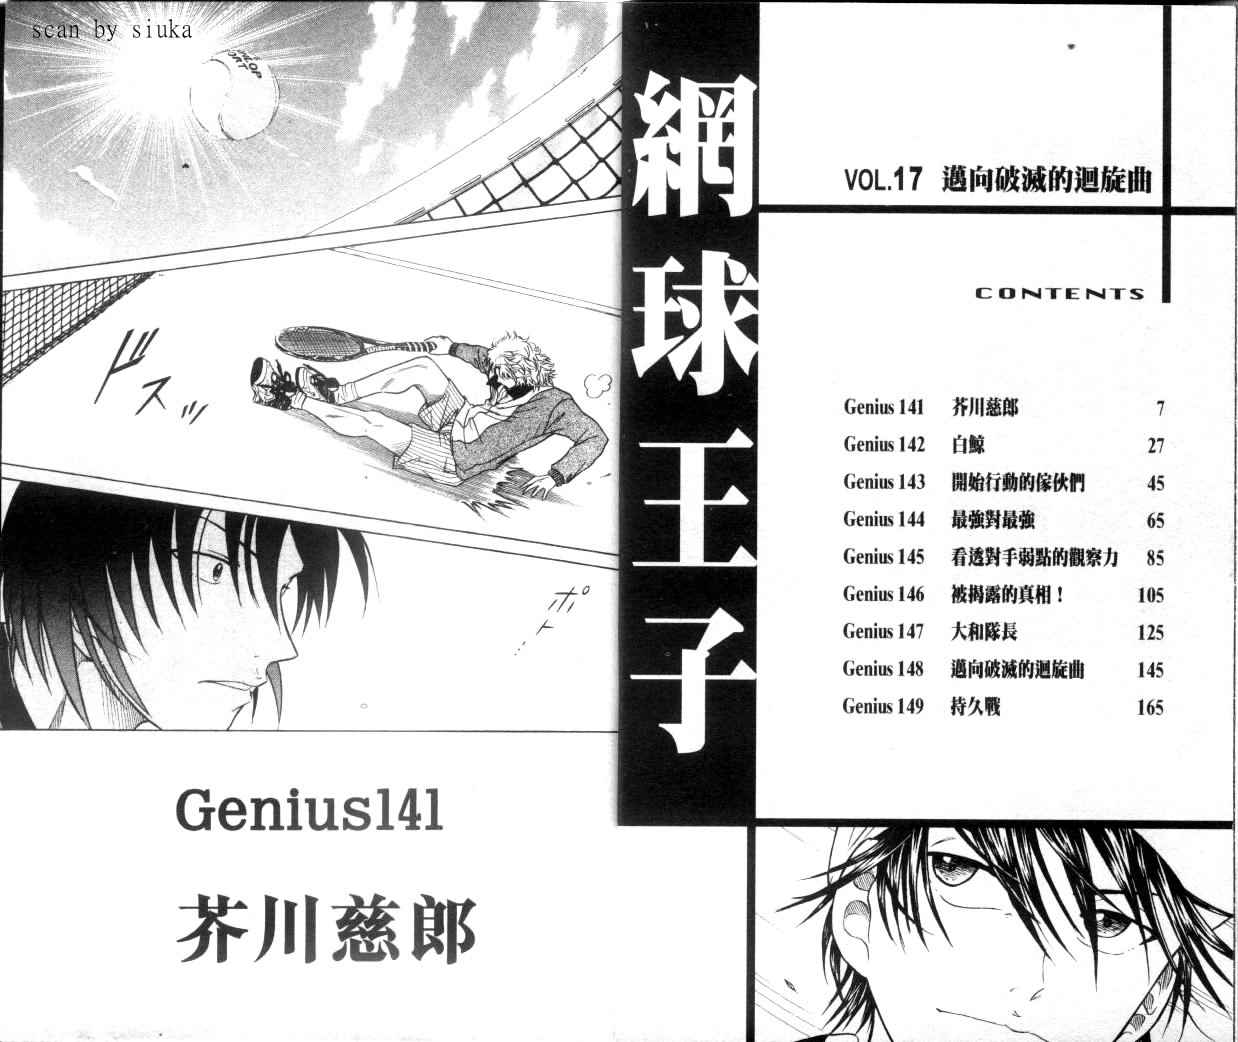 scan by siuka
網球王子
VOL.17 邁向破滅的迴旋曲
CONTENTS
Genius 141 芥川慈郎 7
Genius 142 白鯨 27
Genius 143 開始行動的傢伙們 45
Genius 144 最強對最強 65
Genius 145 看透對手弱點的觀察力 85
Genius 146 被揭露的真相！ 105
Genius 147 大和隊長 125
Genius 148 邁向破滅的迴旋曲 145
Genius 149 持久戰 165
ドスッ
ポト
Genius141
芥川慈郎